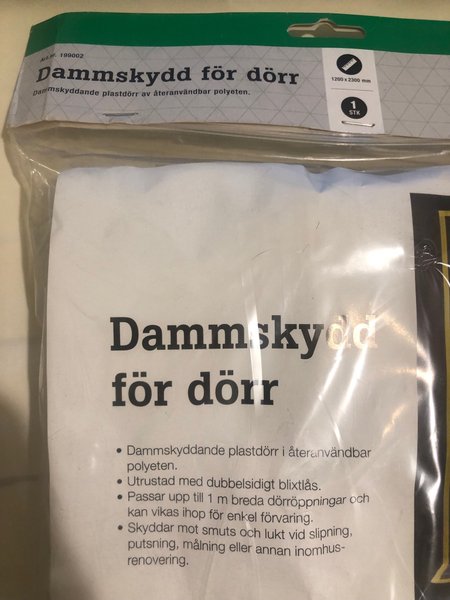 Art.nr. 199002
Dammskydd för dörr
Dammskyddande plastdörr av återanvändbar polyeten.
1200 x 2300 mm
1
STK
Dammskydd
för dörr
• Dammskyddande plastdörr i återanvändbar
polyeten.
• Utrustad med dubbelsidigt blixtlås.
• Passar upp till 1 m breda dörröppningar och
kan vikas ihop för enkel förvaring.
• Skyddar mot smuts och lukt vid slipning,
putsning, målning eller annan inomhus-
renovering.